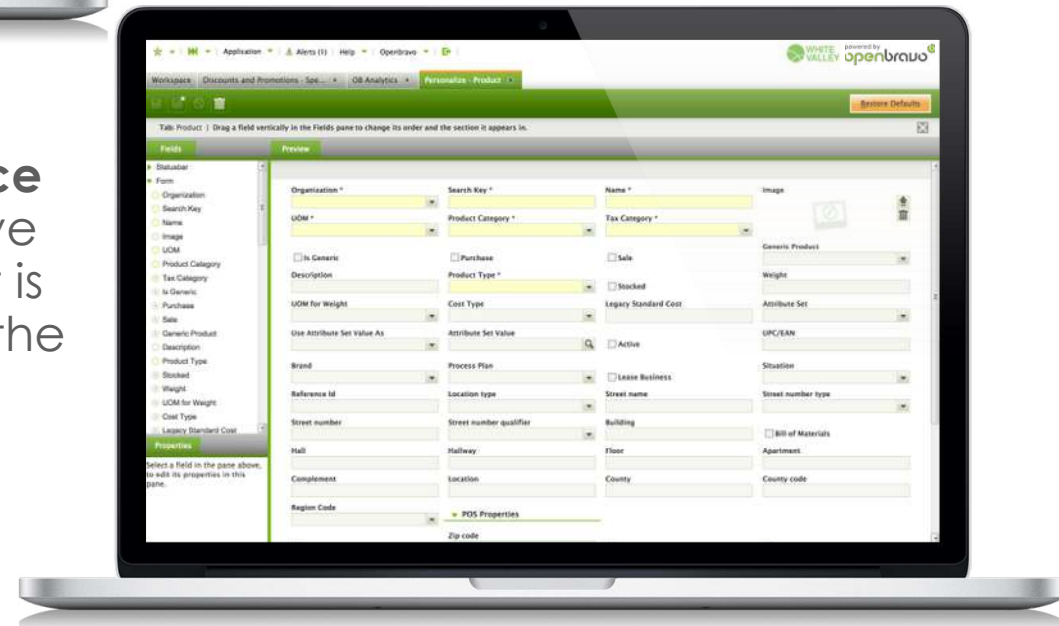 ce
ve
is
the
Application
Alerts (1)
Help
Openbravo
WHITE VALLEY
powered by
openbravo
Workspace
Discounts and Promotions - Spe...
OB Analytics
Personalize - Product
Restore Defaults
Tab: Product | Drag a field vertically in the Fields pane to change its order and the section it appears in.
Fields
Preview
Statusbar
Form
Organization
Search Key
Name
Image
UOM
Product Category
Tax Category
Is Generic
Purchase
Sale
Generic Product
Description
Product Type
Stocked
Weight
UOM for Weight
Cost Type
Legacy Standard Cost
Properties
Select a field in the pane above,
to edit its properties in this
pane.
Organization *
Search Key *
Name *
Image
UOM *
Product Category *
Tax Category *
Is Generic
Purchase
Sale
Generic Product
Description
Product Type *
Stocked
Weight
UOM for Weight
Cost Type
Legacy Standard Cost
Attribute Set
Use Attribute Set Value As
Attribute Set Value
Active
UPC/EAN
Brand
Process Plan
Lease Business
Situation
Reference Id
Location type
Street name
Street number type
Street number
Street number qualifier
Building
Bill of Materials
Hall
Hallway
Floor
Apartment
Complement
Location
County
County code
Region Code
POS Properties
Zip code